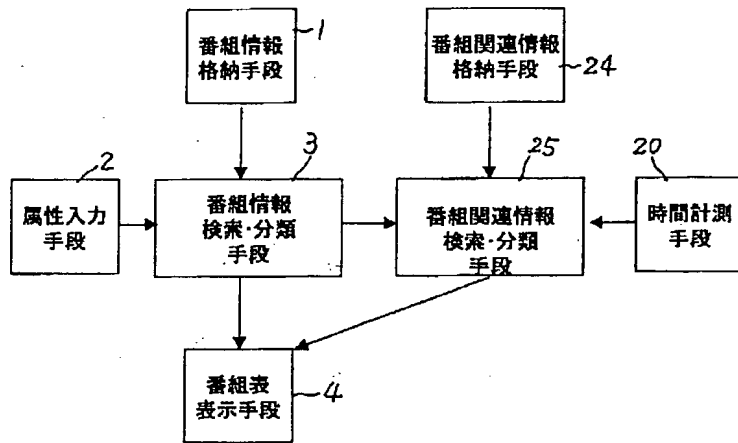 1
番組情報
格納手段
番組関連情報
格納手段
24
2
属性入力
手段
3
番組情報
検索・分類
手段
25
番組関連情報
検索・分類
手段
20
時間計測
手段
番組表
表示手段
4